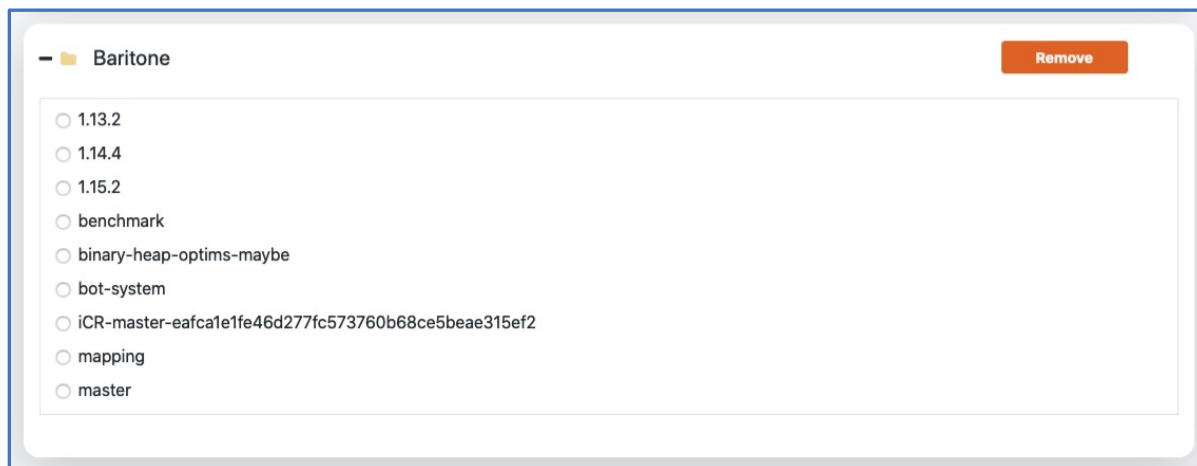 Baritone
Remove
1.13.2
1.14.4
1.15.2
benchmark
binary-heap-optims-maybe
bot-system
iCR-master-eafca1e1fe46d277fc573760b68ce5beae315ef2
mapping
master